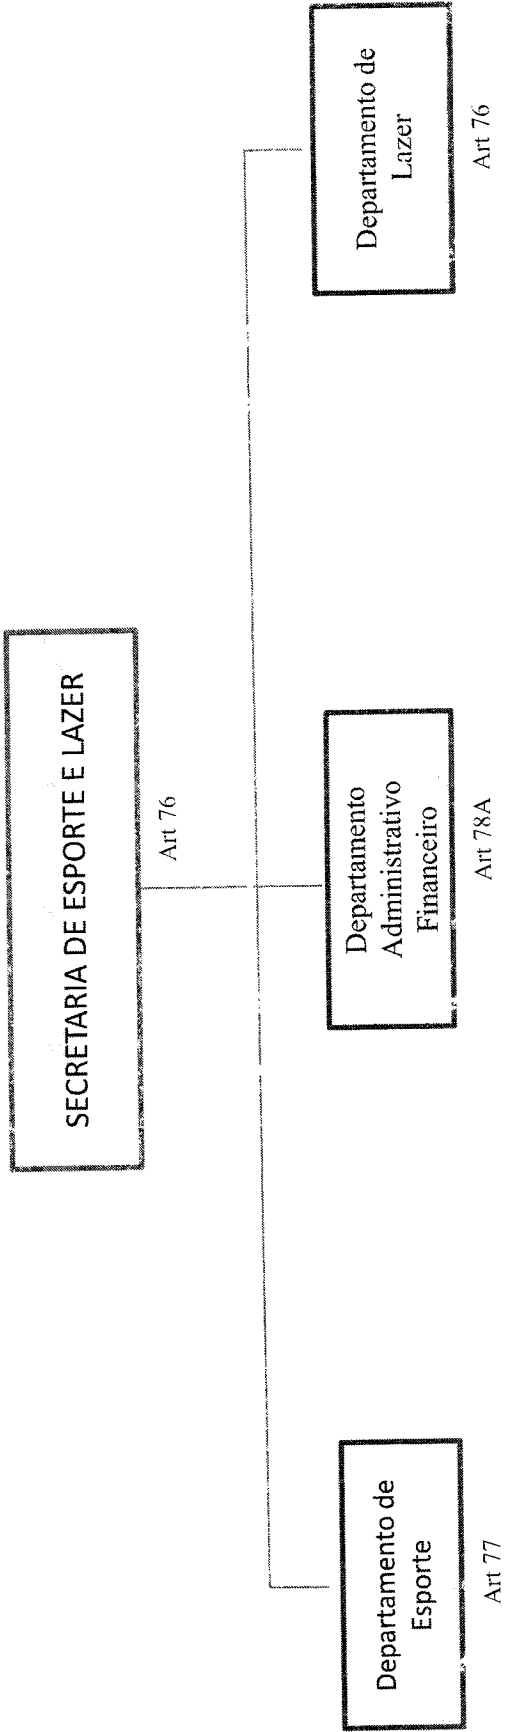 SECRETARIA DE ESPORTE E LAZER
Art 76
Departamento de
Esporte
Art 77
Departamento
Administrativo
Financeiro
Art 78A
Departamento de
Lazer
Art 76